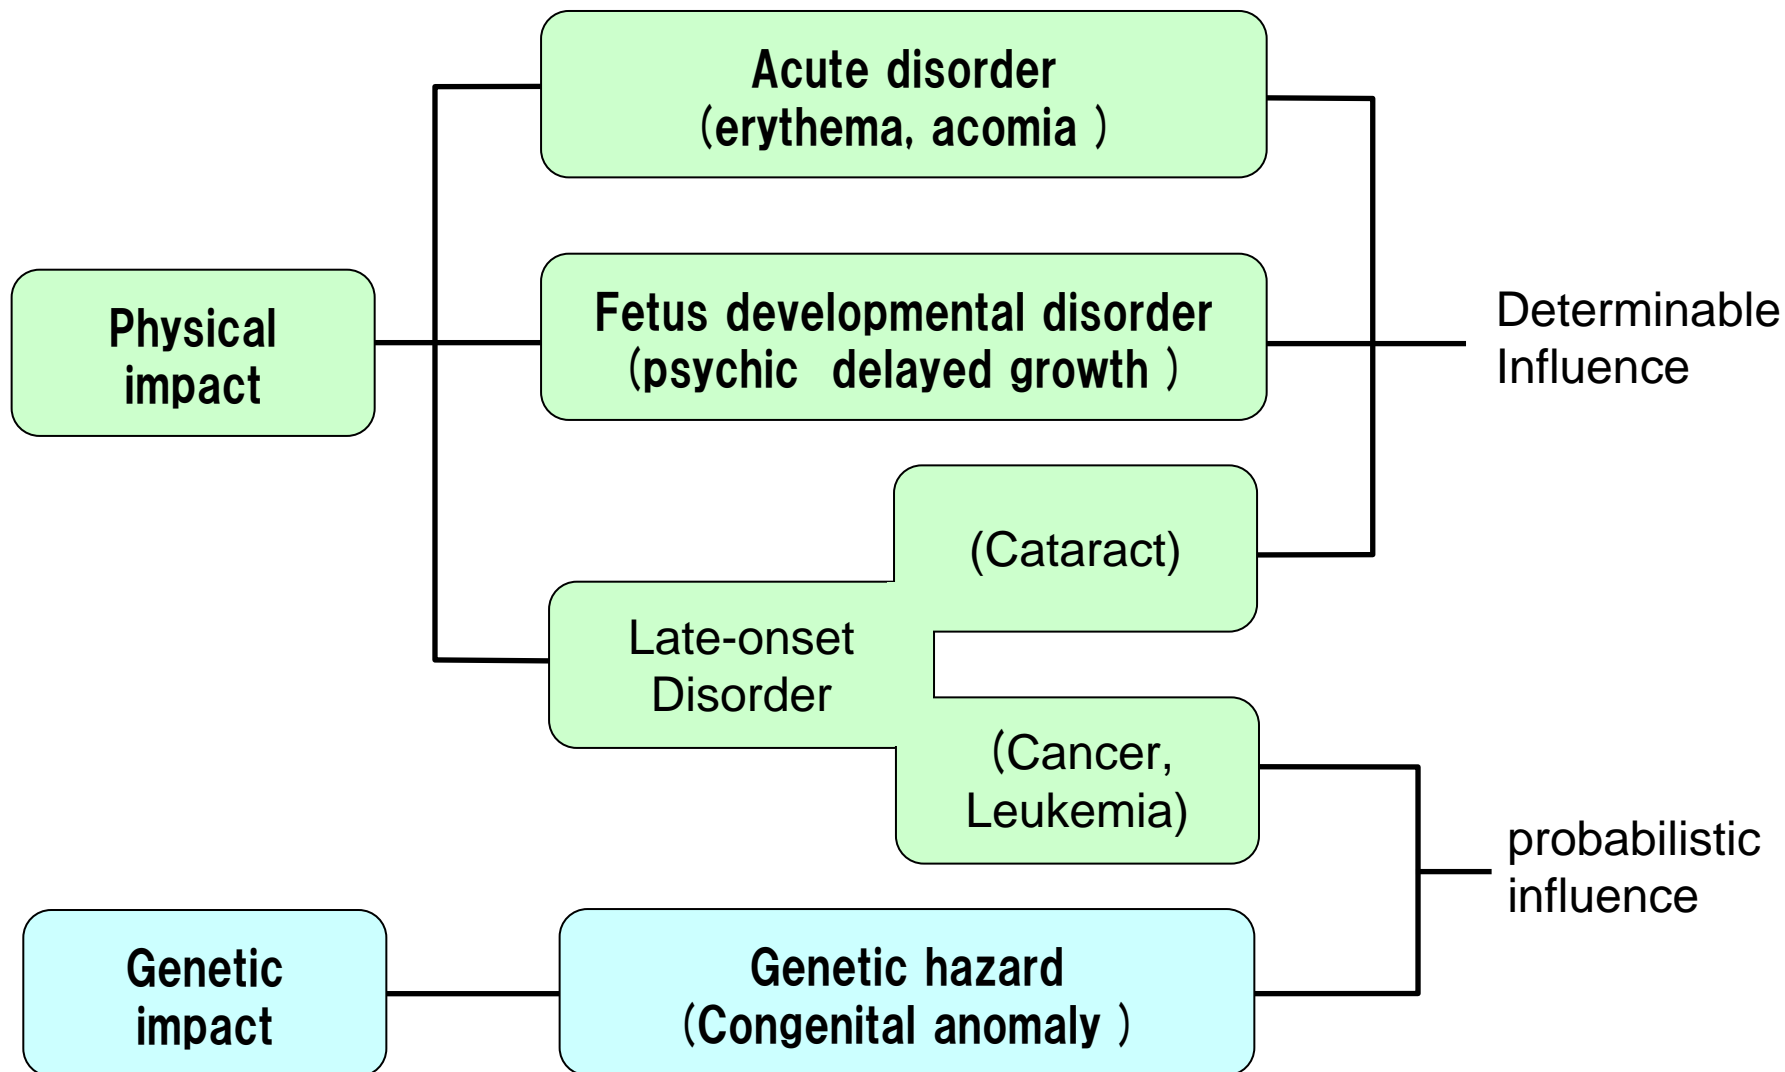 Acute disorder
(erythema, acomia )
Physical
impact
Fetus developmental disorder
(psychic  delayed growth )
Determinable
Influence
(Cataract)
Late-onset
Disorder
(Cancer,
Leukemia)
probabilistic
influence
Genetic
impact
Genetic hazard
(Congenital anomaly )